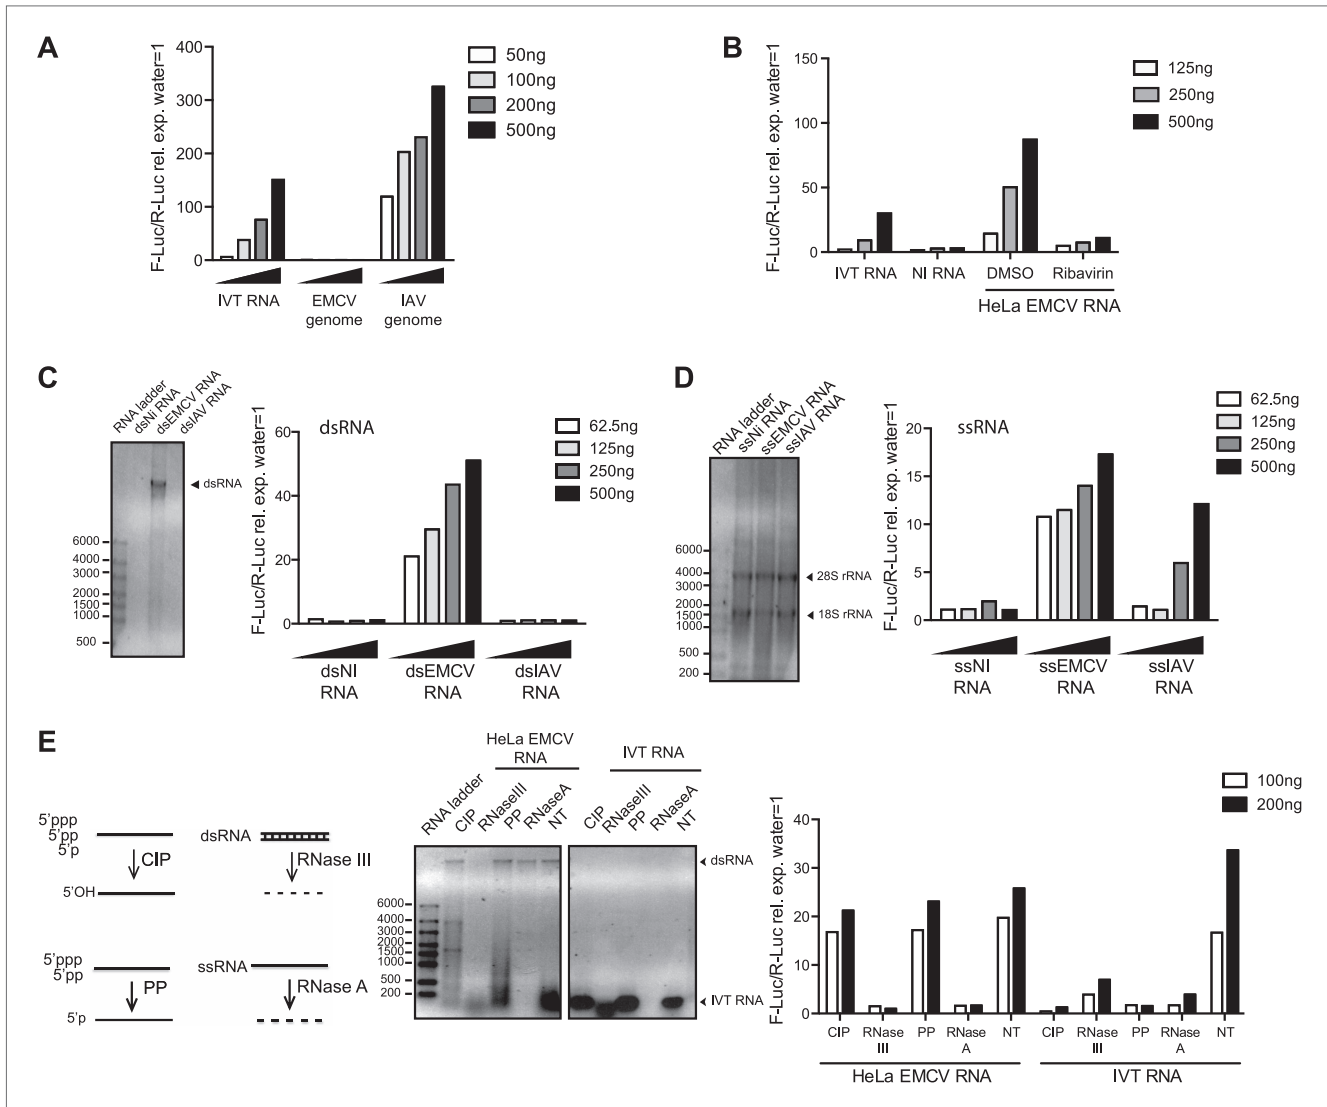 A
F-Luc/R-Luc rel. exp. water=1
400
300
200
100
0
IVT RNA
EMCV
genome
IAV
genome
50ng
100ng
200ng
500ng
B
F-Luc/R-Luc rel. exp. water=1
150
100
50
0
IVT RNA
NI RNA
DMSO
Ribavirin
HeLa EMCV RNA
125ng
250ng
500ng
C
RNA ladder
dsNi RNA
dsEMCV RNA
dsIAV RNA
dsRNA
6000
4000
3000
2000
1500
1000
500
F-Luc/R-Luc rel. exp. water=1
60
40
20
0
dsRNA
62.5ng
125ng
250ng
500ng
dsNI
RNA
dsEMCV
RNA
dsIAV RNA
RNA
D
RNA ladder
ssNi RNA
ssEMCV RNA
ssIAV RNA
6000
4000
3000
2000
1500
1000
500
200
28S rRNA
18S rRNA
F-Luc/R-Luc rel. exp. water=1
20
15
10
5
0
ssRNA
62.5ng
125ng
250ng
500ng
ssNI
RNA
ssEMCV
RNA
ssIAV
RNA
E
5'ppp
5'pp
5'p
CIP
5'OH
5'ppp
5'pp
PP
5'p
dsRNA
RNase III
ssRNA
RNase A
HeLa EMCV
RNA
IVT RNA
RNA ladder
CIP
RNaseIII
PP
RNaseA
NT
CIP
RNaseIII
PP
RNaseA
NT
6000
4000
3000
2000
1500
1000
500
200
dsRNA
IVT RNA
F-Luc/R-Luc rel. exp. water=1
40
30
20
10
0
100ng
200ng
CIP
RNase
III
PP
RNase
A
NT
CIP
RNase
III
PP
RNase
A
NT
HeLa EMCV RNA
IVT RNA